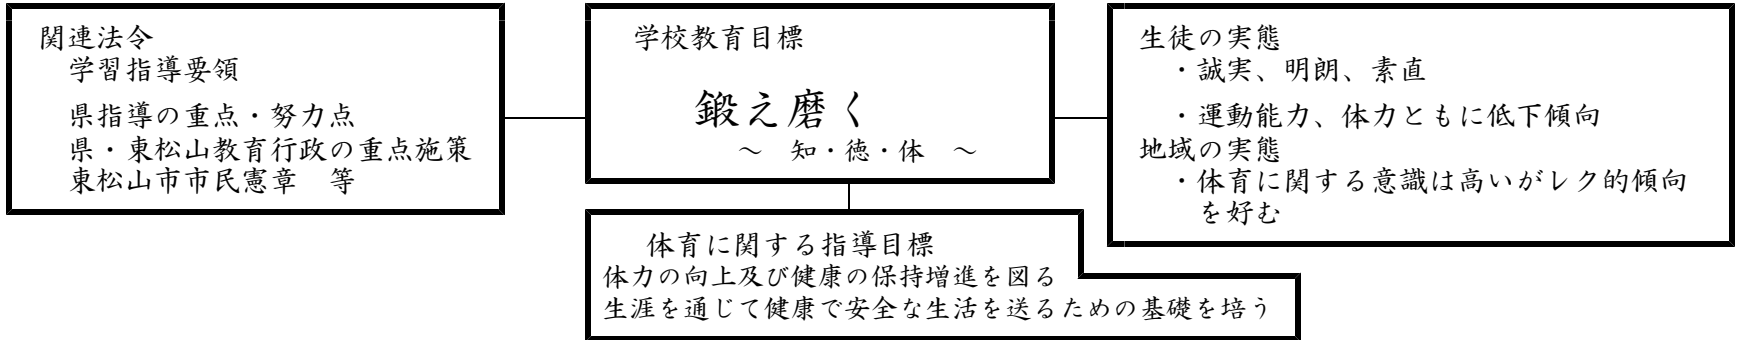 関連法令
学習指導要領
県指導の重点・努力点
県・東松山教育行政の重点施策
東松山市市民憲章　等
学校教育目標
鍛え磨く
～　知・徳・体　～
生徒の実態
・誠実、明朗、素直
・運動能力、体力ともに低下傾向
地域の実態
・体育に関する意識は高いがレク的傾向
を好む
体育に関する指導目標
体力の向上及び健康の保持増進を図る
生涯を通じて健康で安全な生活を送るための基礎を培う